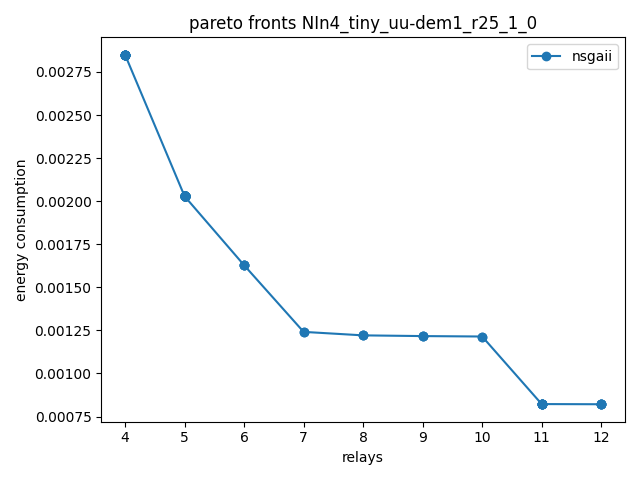 pareto fronts NIn4_tiny_uu-dem1_r25_1_0
nsgaii
energy consumption
0.00275
0.00250
0.00225
0.00200
0.00175
0.00150
0.00125
0.00100
0.00075
4 5 6 7 8 9 10 11 12
relays